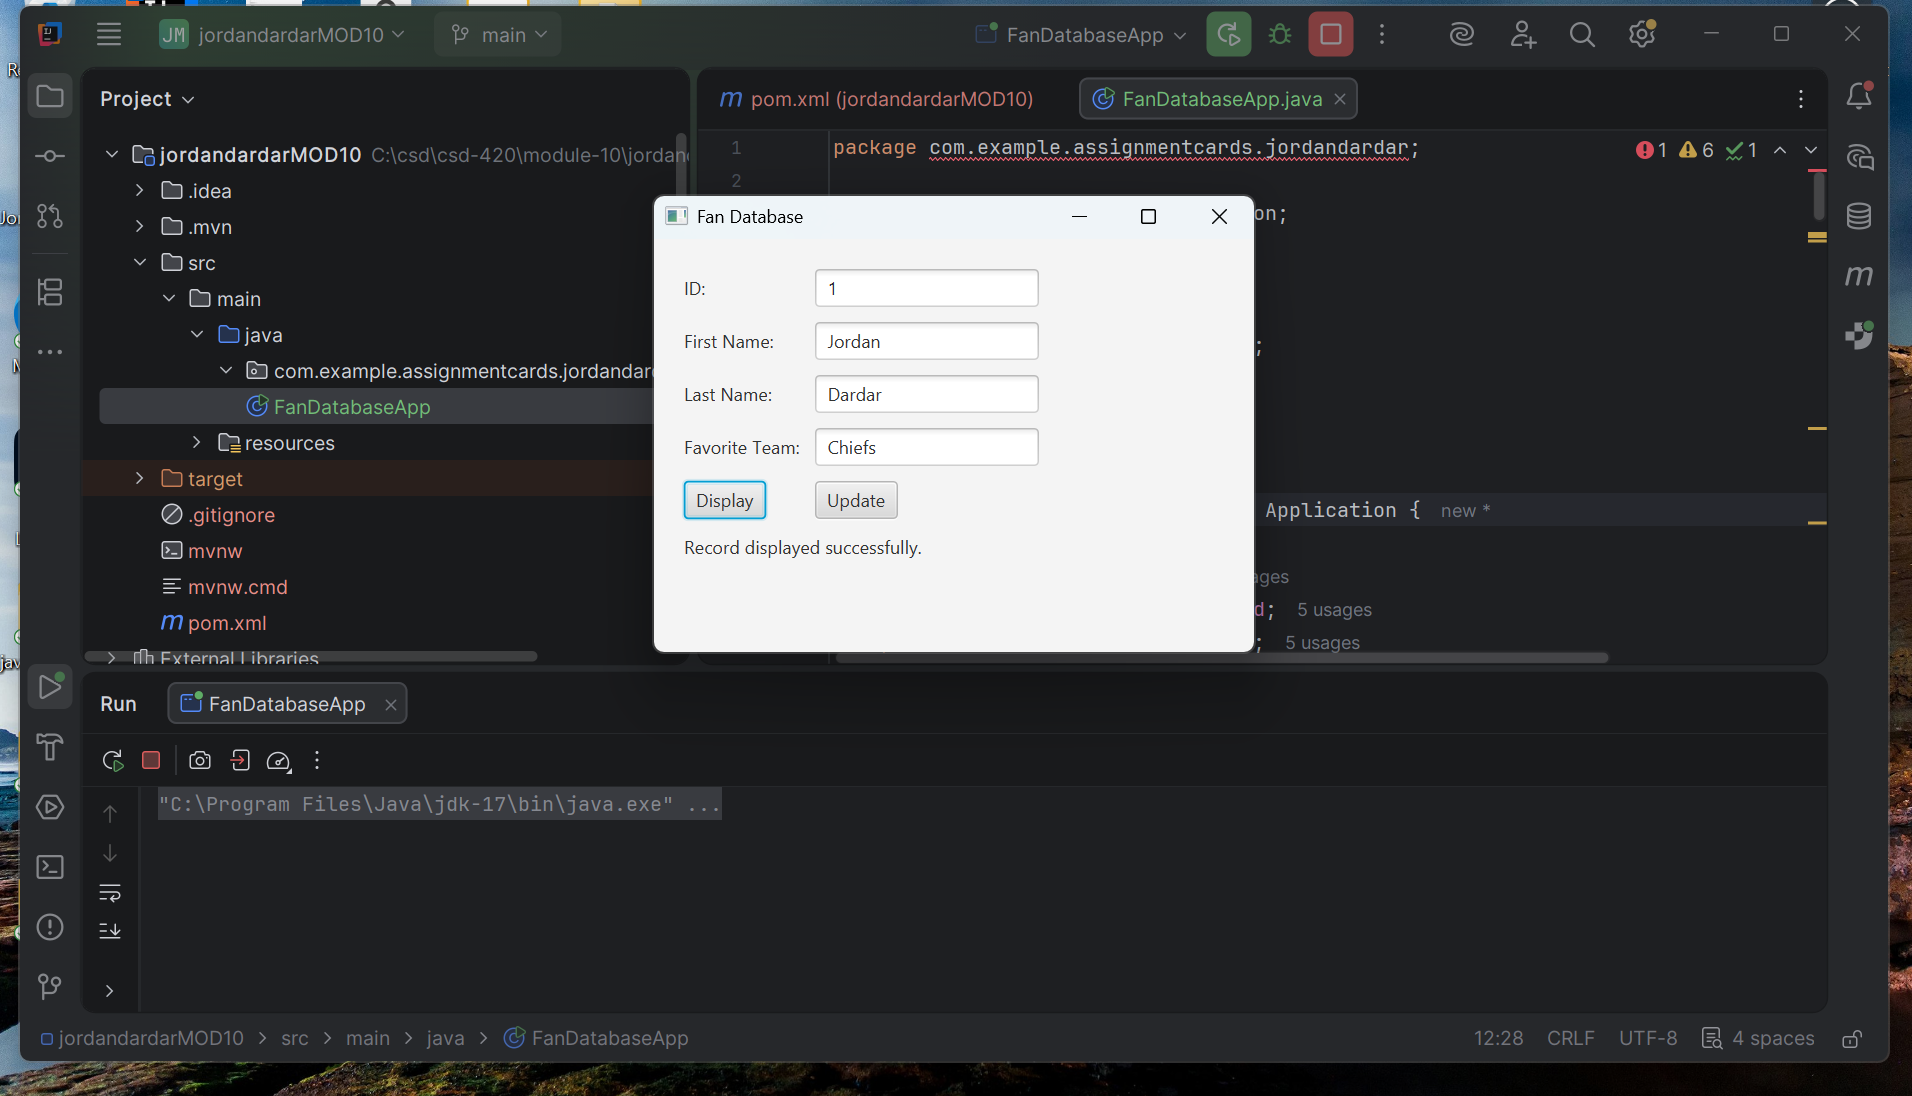 JM jordandardarMOD10
main
FanDatabaseApp
Project
pom.xml (jordandardarMOD10)
FanDatabaseApp.java
jordandardarMOD10 C:\csd\csd-420\module-10\jordan
.idea
.mvn
src
main
java
com.example.assignmentcards.jordandar
FanDatabaseApp
resources
target
.gitignore
mvnw
mvnw.cmd
m pom.xml
External Libraries
1 package com.example.assignmentcards.jordandardar;
1 6 1
2
on;
;
Application { new *
ages
d; 5 usages
; 5 usages
Fan Database
ID: 1
First Name: Jordan
Last Name: Dardar
Favorite Team: Chiefs
Display Update
Record displayed successfully.
Run FanDatabaseApp
"C:\Program Files\Java\jdk-17\bin\java.exe" ...
jordandardarMOD10 > src > main > java > FanDatabaseApp
12:28 CRLF UTF-8 4 spaces